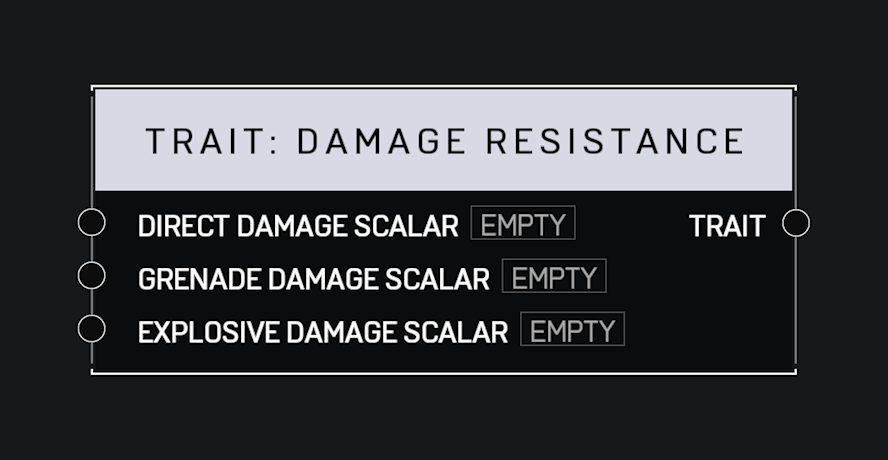 TRAIT: DAMAGE RESISTANCE
DIRECT DAMAGE SCALAR EMPTY TRAIT
GRENADE DAMAGE SCALAR EMPTY
EXPLOSIVE DAMAGE SCALAR EMPTY